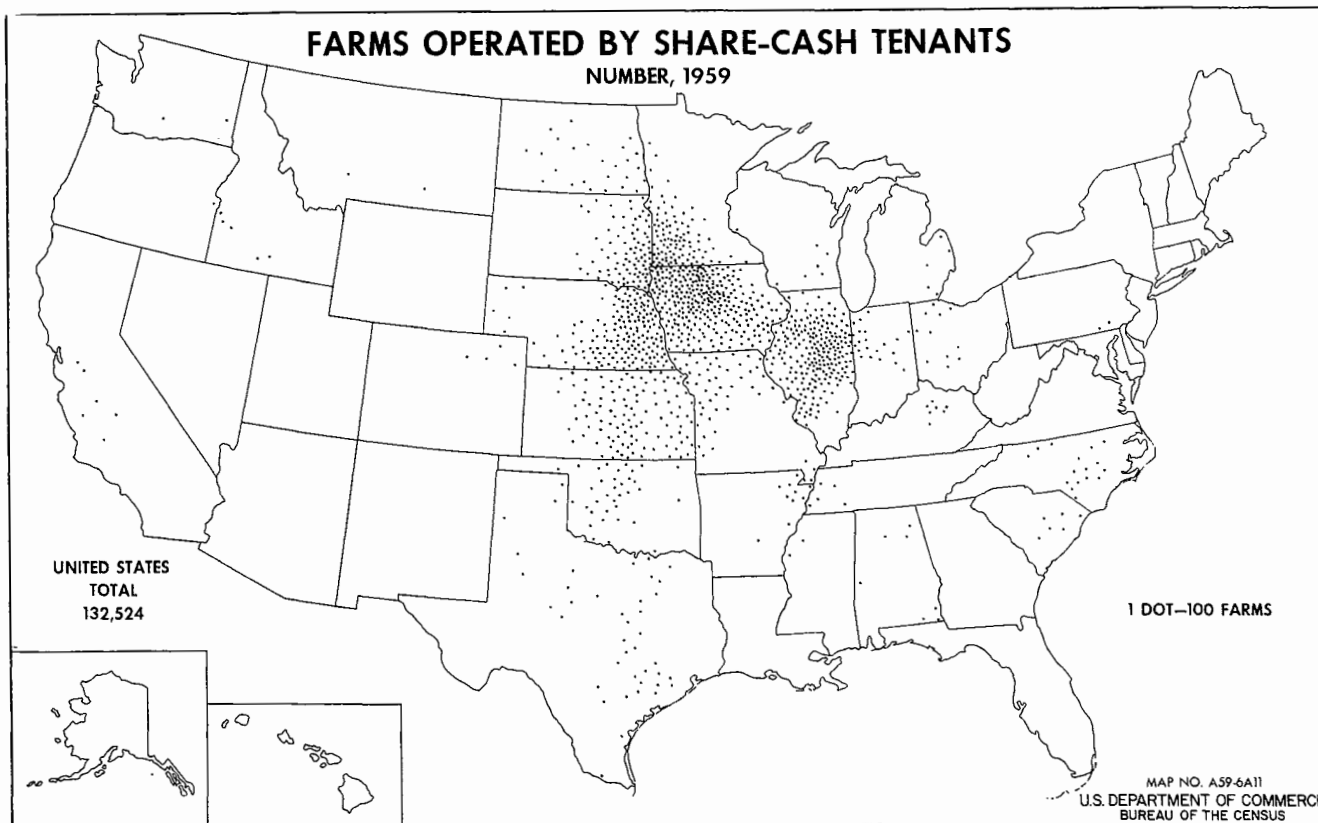 FARMS OPERATED BY SHARE-CASH TENANTS
NUMBER, 1959
UNITED STATES
TOTAL
132,524
1 DOT—100 FARMS
MAP NO. A59-6A11
U.S. DEPARTMENT OF COMMERCE
BUREAU OF THE CENSUS